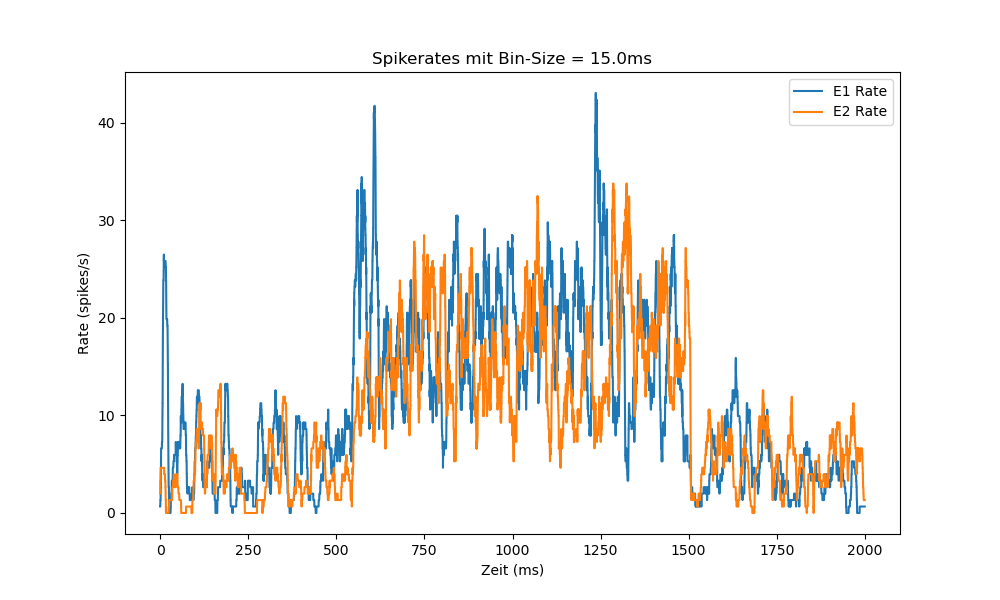 Spikerates mit Bin-Size = 15.0ms
E1 Rate
E2 Rate
40
30
20
10
0
Rate (spikes/s)
0 250 500 750 1000 1250 1500 1750 2000
Zeit (ms)